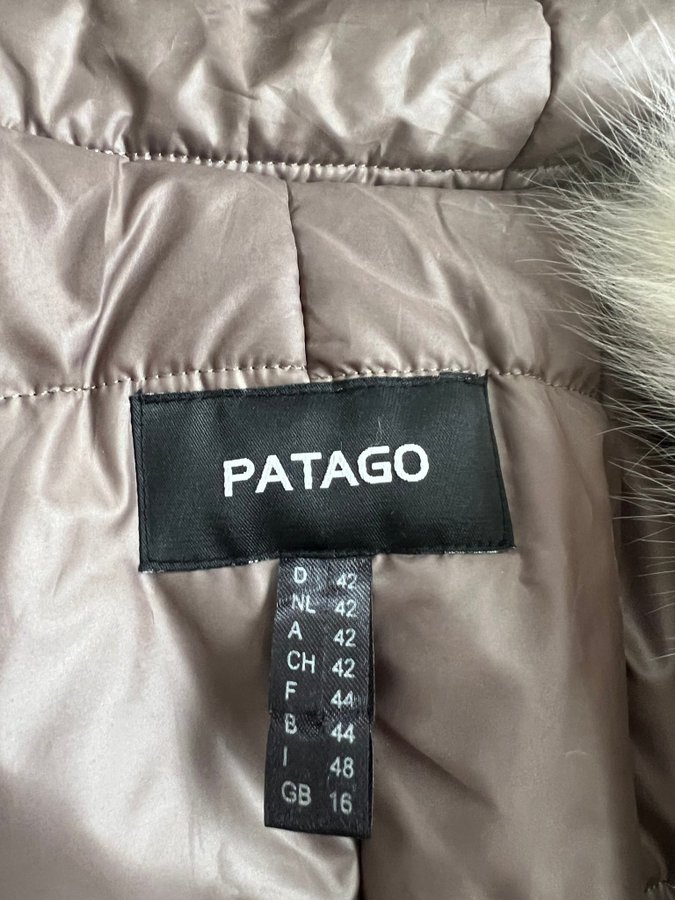 PATAGO
D 42
NL 42
A 42
CH 42
F 44
B 44
I 48
GB 16